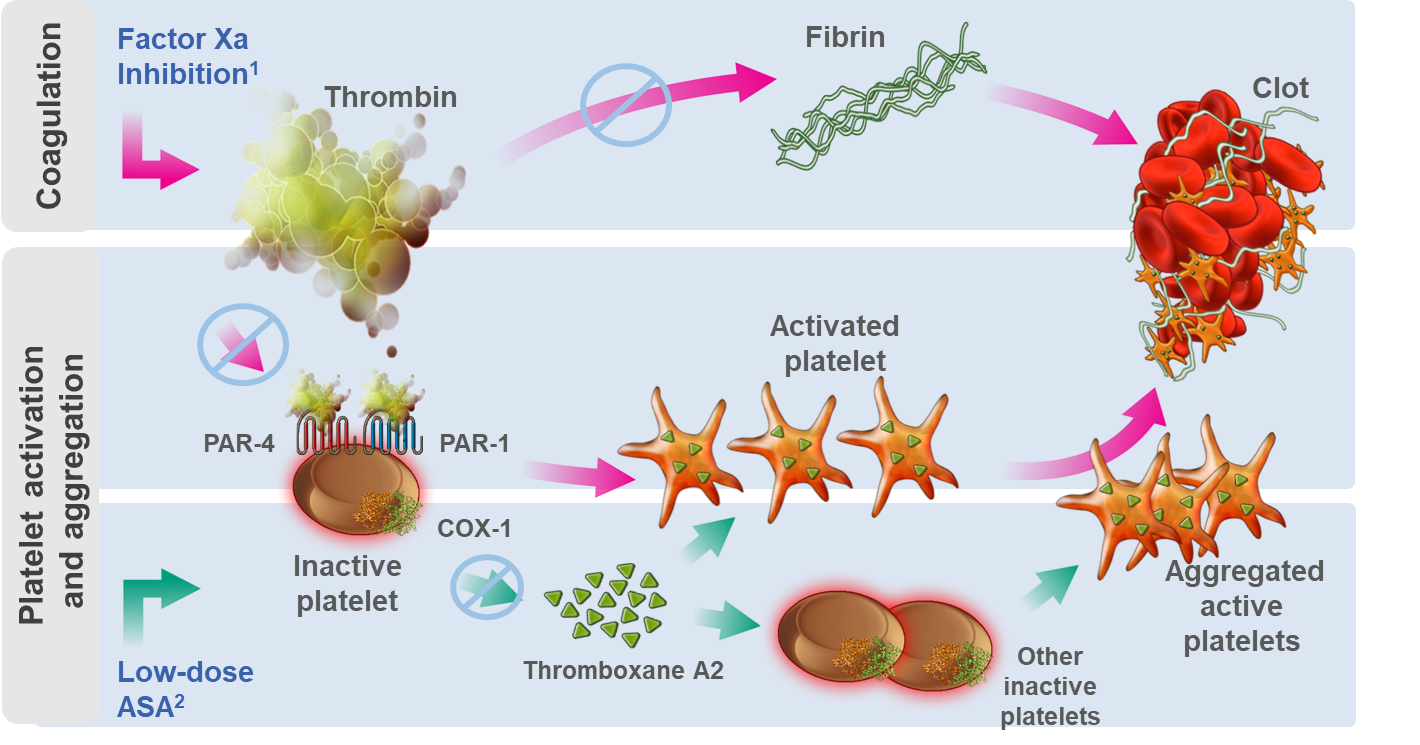 Coagulation
Factor Xa
Inhibition1
Thrombin
Fibrin
Clot
Platelet activation
and aggregation
Activated
platelet
PAR-4
PAR-1
COX-1
Inactive
platelet
Thromboxane A2
Low-dose
ASA2
Other
inactive
platelets
Aggregated
active
platelets